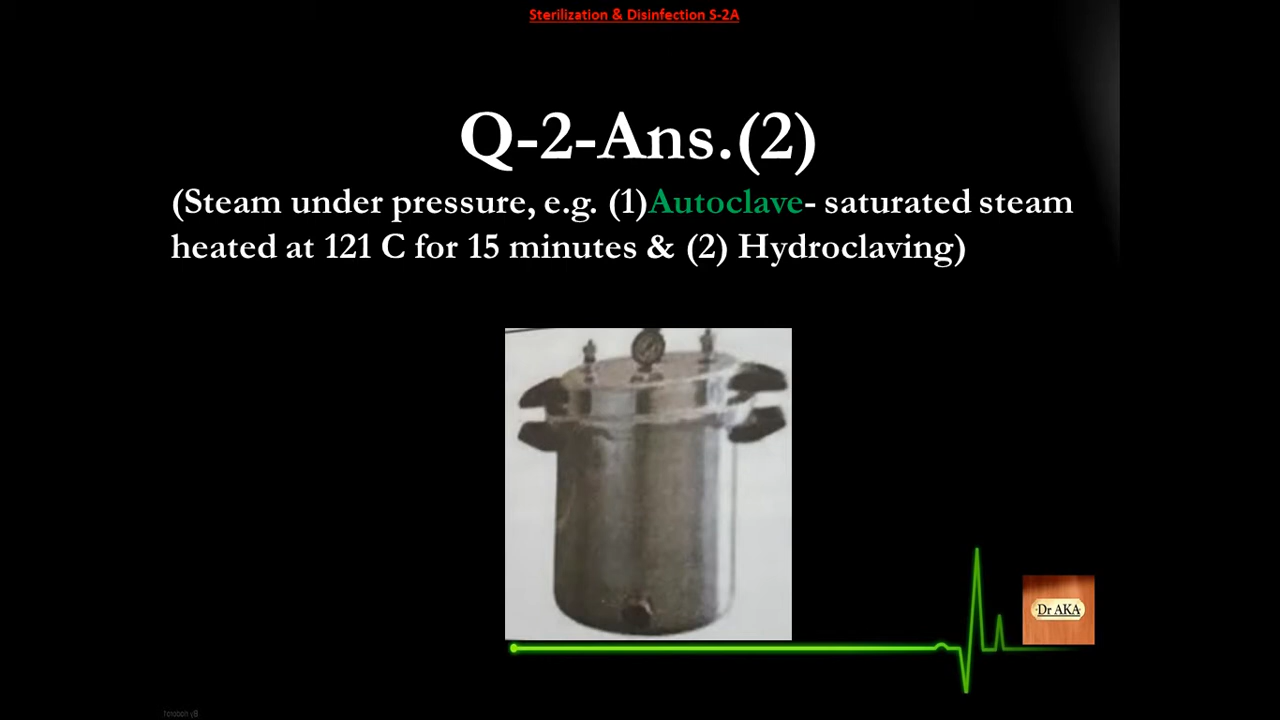 Sterilization & Disinfection S-2A
Q-2-Ans.(2)
(Steam under pressure, e.g. (1)Autoclave- saturated steam
heated at 121 C for 15 minutes & (2) Hydroclaving)
Dr AKA